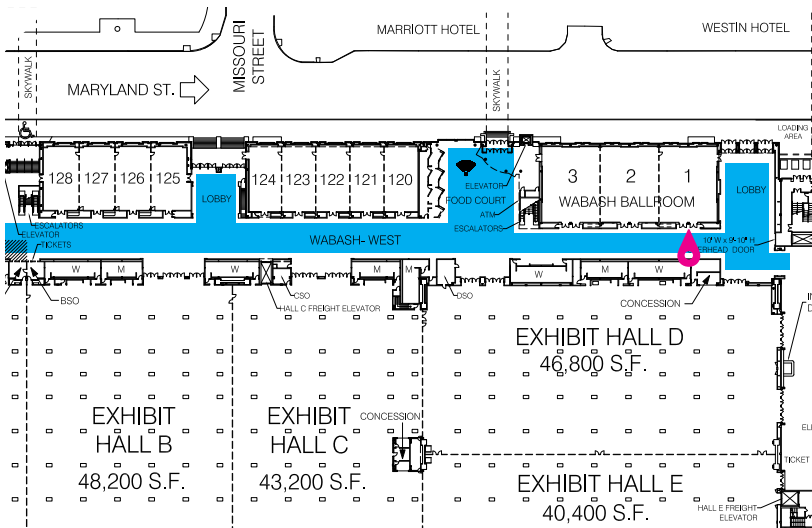 MARRIOTT HOTEL
WESTIN HOTEL
SKYWALK
MISSOURI
STREET
SKYWALK
MARYLAND ST.
LOADING
AREA
128
127
126
125
LOBBY
124
123
122
121
120
ELEVATOR
FOOD COURT
ATM
ESCALATORS
3
2
1
WABASH BALLROOM
LOBBY
ESCALATORS
ELEVATOR
TICKETS
WABASH- WEST
10' W x 9'-10" H
ERHEAD DOOR
W
M
W
M
W
M
M
W
M
W
BSO
CSO
HALL C FREIGHT ELEVATOR
DSO
CONCESSION
EXHIBIT HALL D
46,800 S.F.
EXHIBIT
HALL B
48,200 S.F.
EXHIBIT
HALL C
43,200 S.F.
CONCESSION
EXHIBIT HALL E
40,400 S.F.
TICKET
HALL E FREIGHT
ELEVATOR